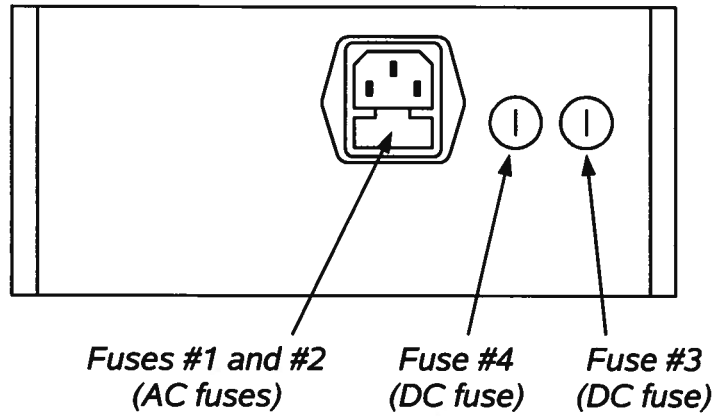 Fuses #1 and #2
(AC fuses)
Fuse #4
(DC fuse)
Fuse #3
(DC fuse)